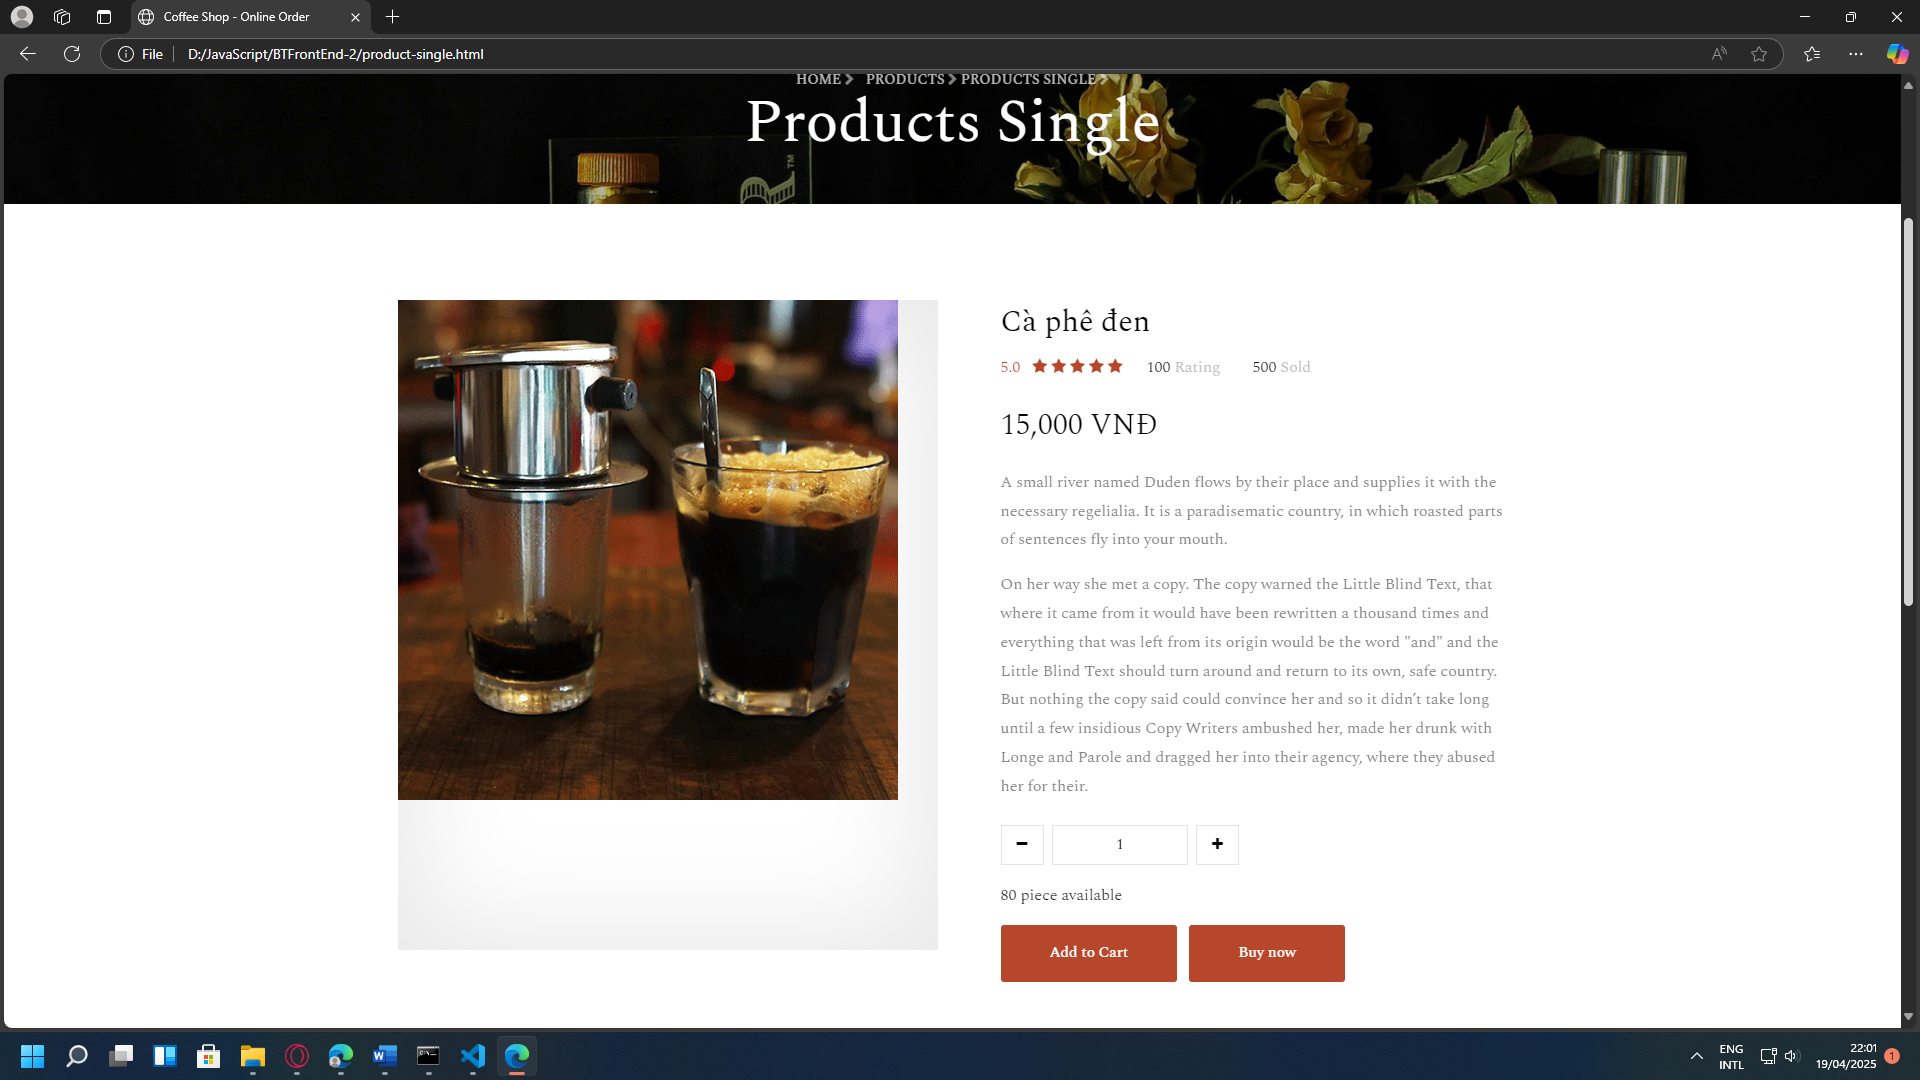 Coffee Shop - Online Order
File
D:/JavaScript/BTFrontEnd-2/product-single.html
HOME PRODUCTS PRODUCTS SINGLE
Products Single
R™
Cà phê đen
5.0 100 Rating 500 Sold
15,000 VNĐ
A small river named Duden flows by their place and supplies it with the
necessary regelialia. It is a paradisematic country, in which roasted parts
of sentences fly into your mouth.
On her way she met a copy. The copy warned the Little Blind Text, that
where it came from it would have been rewritten a thousand times and
everything that was left from its origin would be the word "and" and the
Little Blind Text should turn around and return to its own, safe country.
But nothing the copy said could convince her and so it didn’t take long
until a few insidious Copy Writers ambushed her, made her drunk with
Longe and Parole and dragged her into their agency, where they abused
her for their.
- 1 +
80 piece available
Add to Cart
Buy now
ENG
INTL
22:01
19/04/2025
1